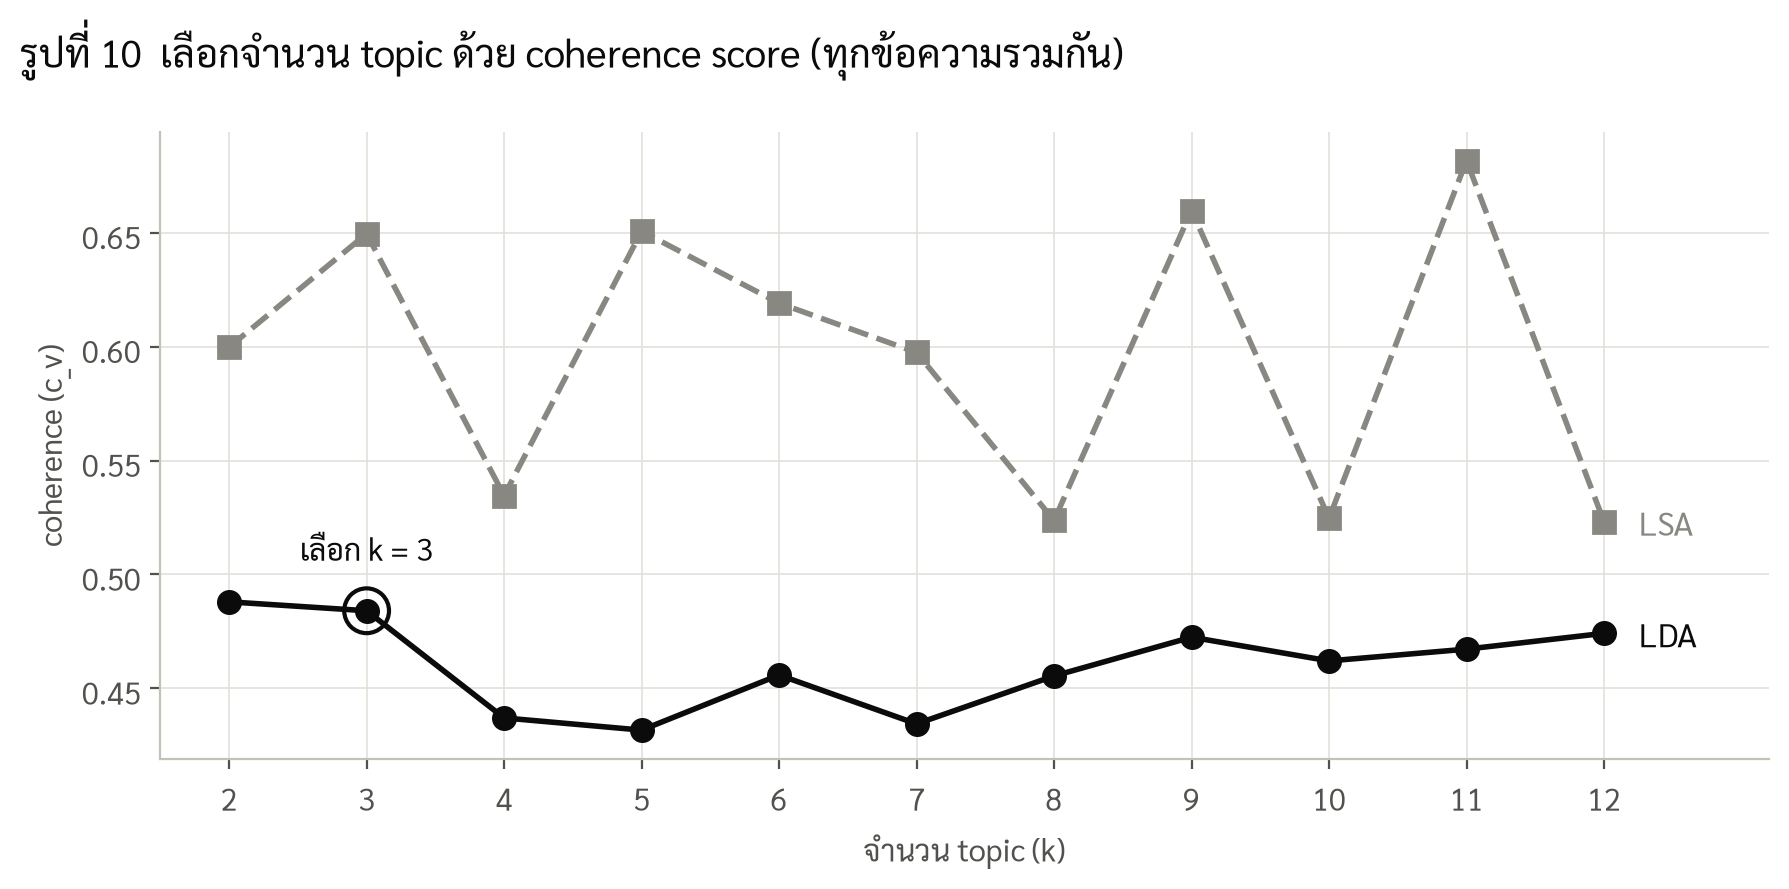 รูปที่ 10 เลือกจำนวน topic ด้วย coherence score (ทุกข้อความรวมกัน)
coherence (c_v)
0.65
0.60
0.55
0.50
0.45
เลือก k = 3
LSA
LDA
2 3 4 5 6 7 8 9 10 11 12
จำนวน topic (k)